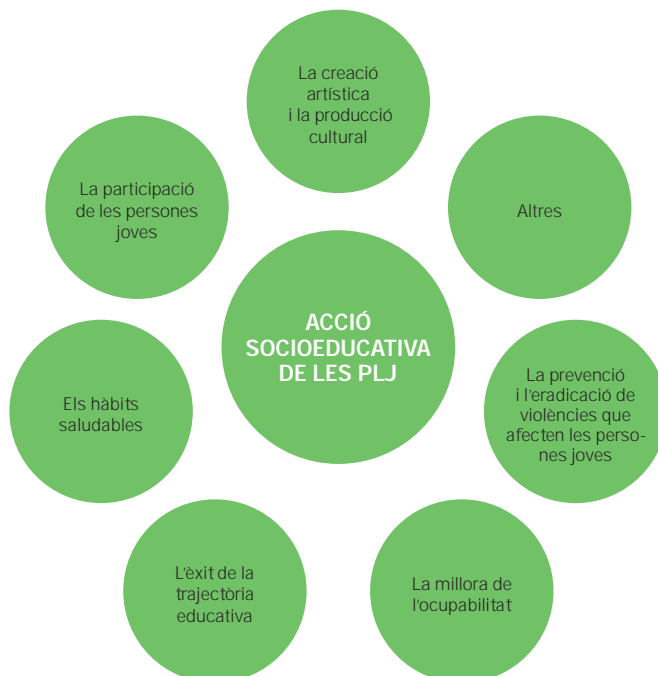 La creació
artística
i la producció
cultural
La participació
de les persones
joves
Altres
ACCIÓ
SOCIOEDUCATIVA
DE LES PLJ
La prevenció
i l'eradicació de
violències que
afecten les perso-
nes joves
Els hàbits
saludables
L'èxit de la
trajectòria
educativa
La millora de
l'ocupabilitat